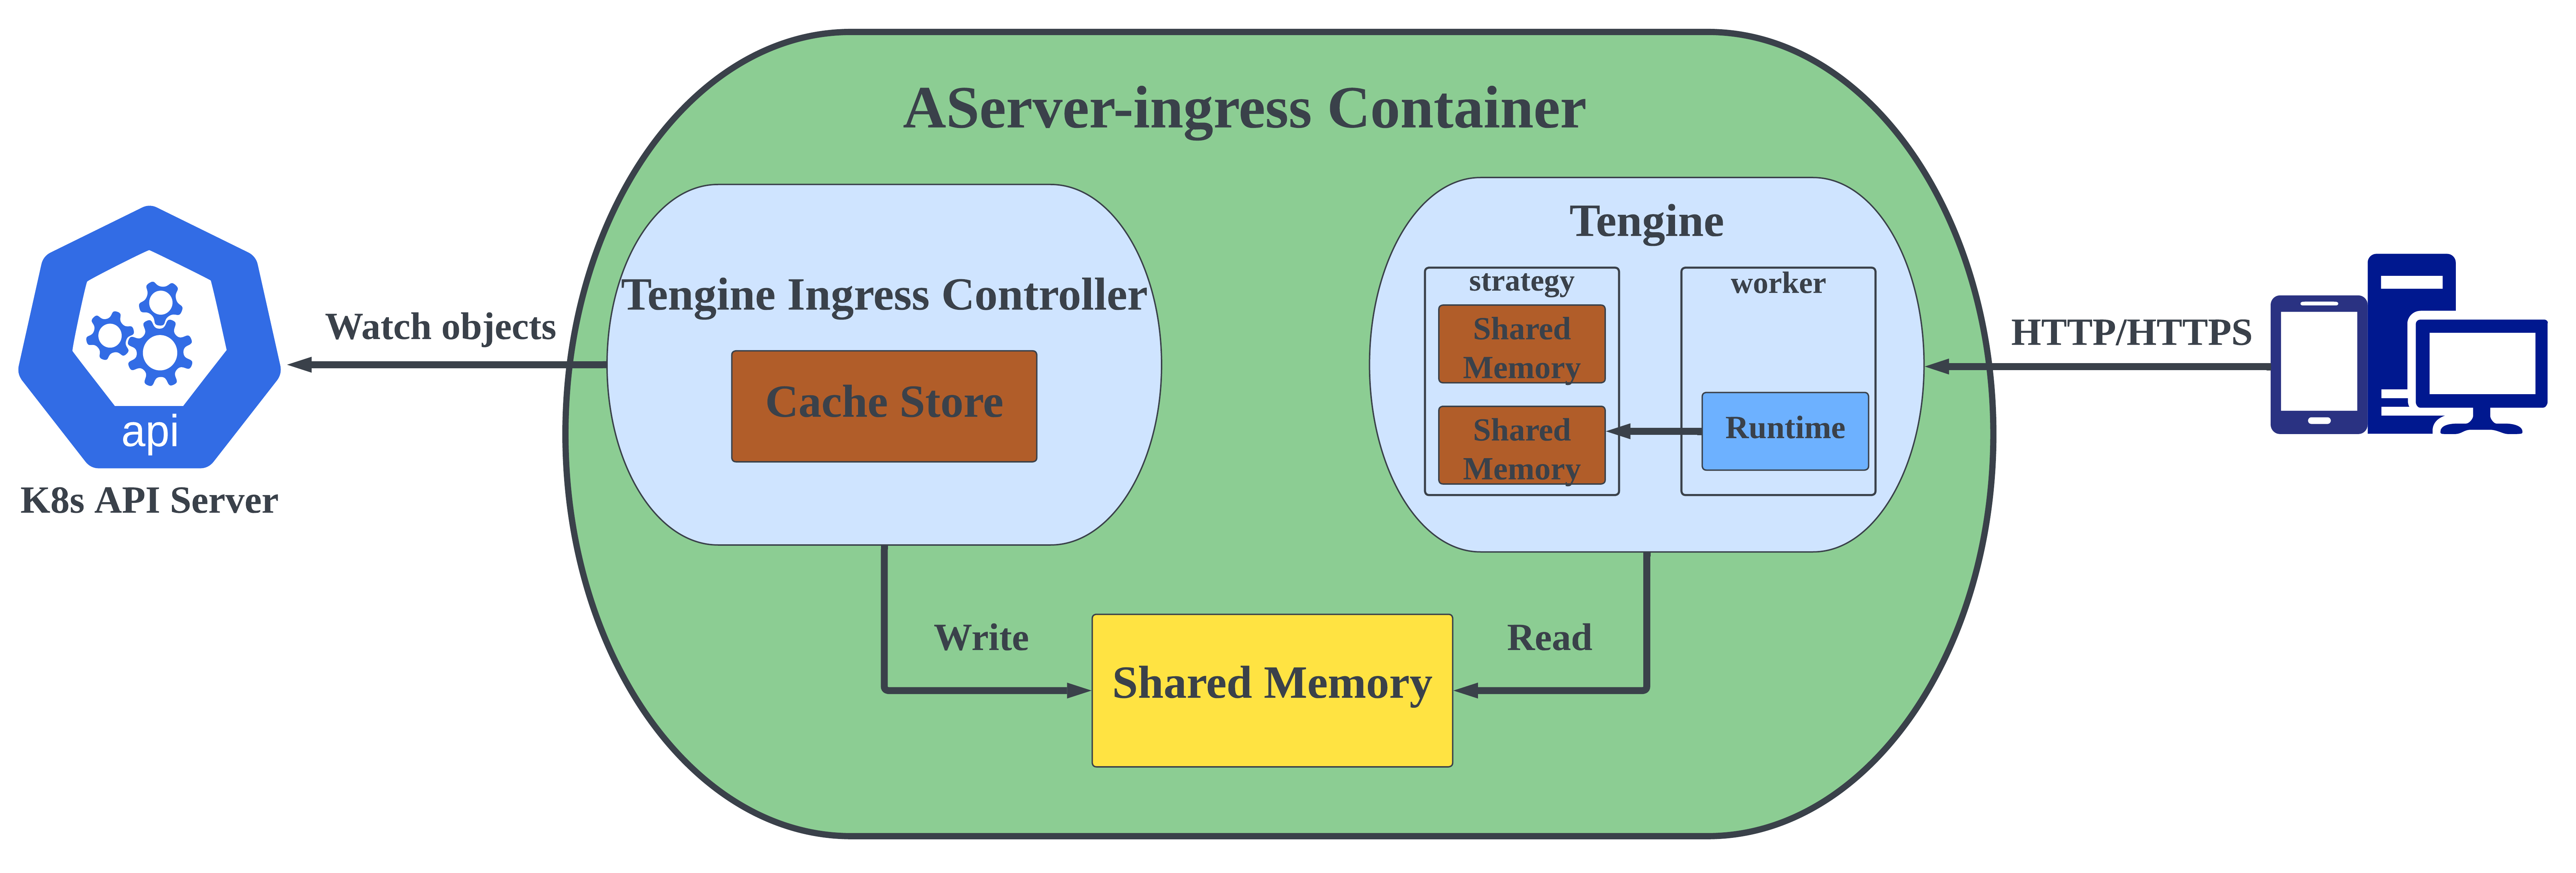 AServer-ingress Container
Tengine Ingress Controller
Cache Store
Tengine
strategy
Shared
Memory
Shared
Memory
worker
Runtime
Watch objects
api
K8s API Server
HTTP/HTTPS
Write
Shared Memory
Read